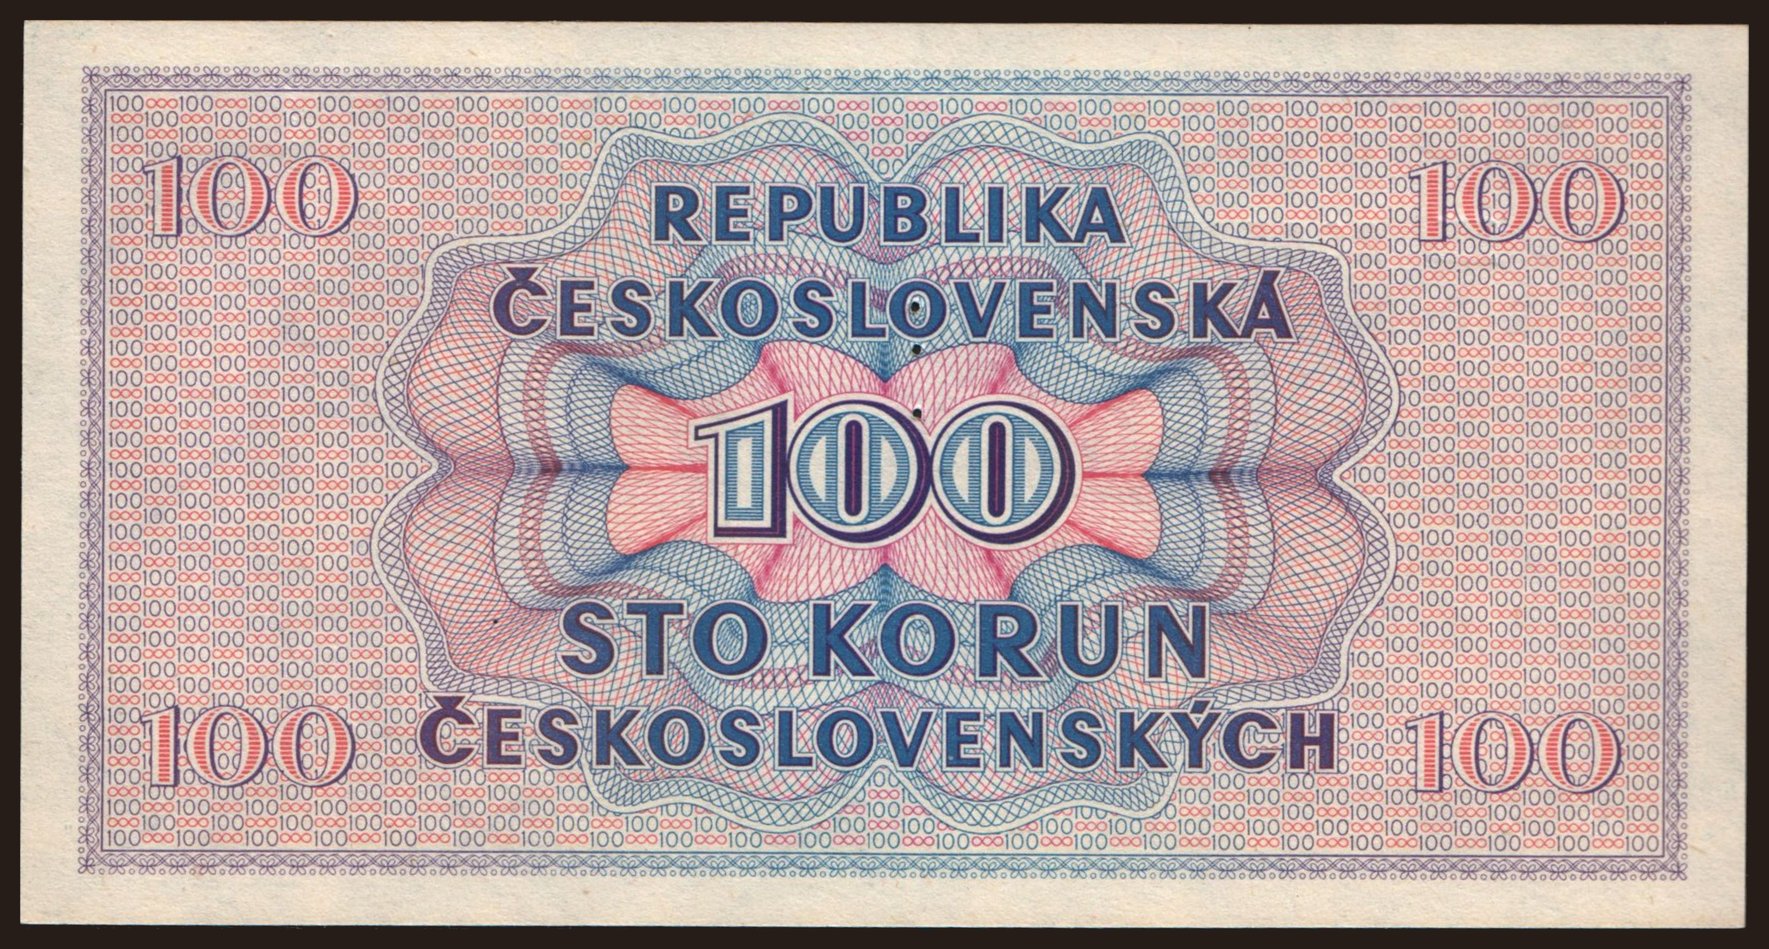 100 100
REPUBLIKA
ČESKOSLOVENSKÁ
100
STO KORUN
ČESKOSLOVENSKÝCH
100 100